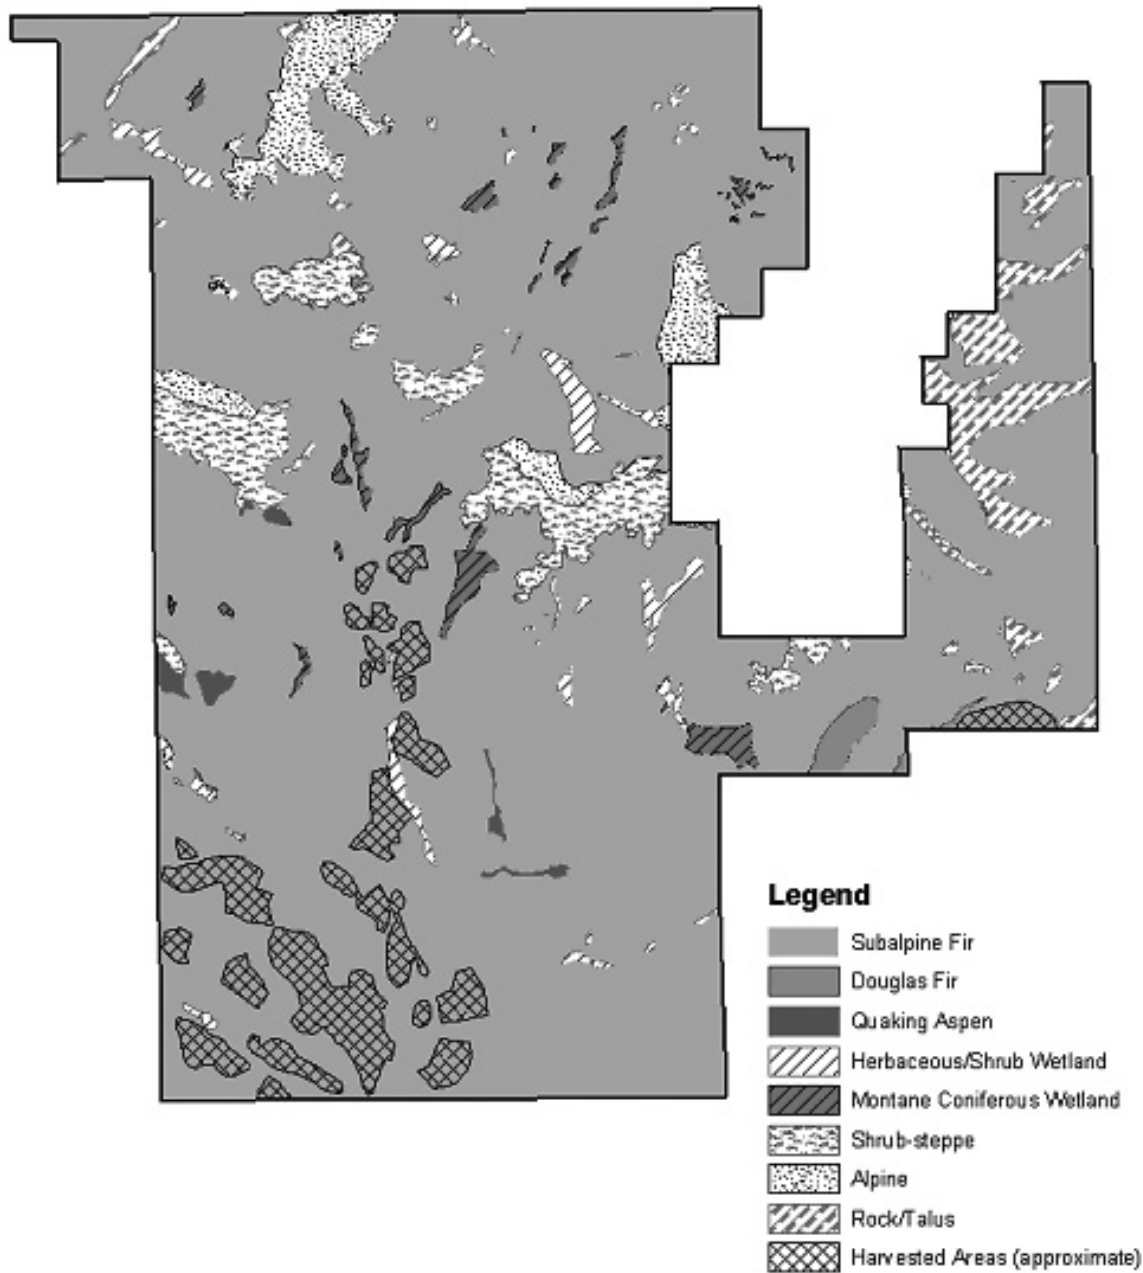 Legend
Subalpine Fir
Douglas Fir
Quaking Aspen
Herbaceous/Shrub Wetland
Montane Coniferous Wetland
Shrub-steppe
Alpine
Rock/Talus
Harvested Areas (approximate)